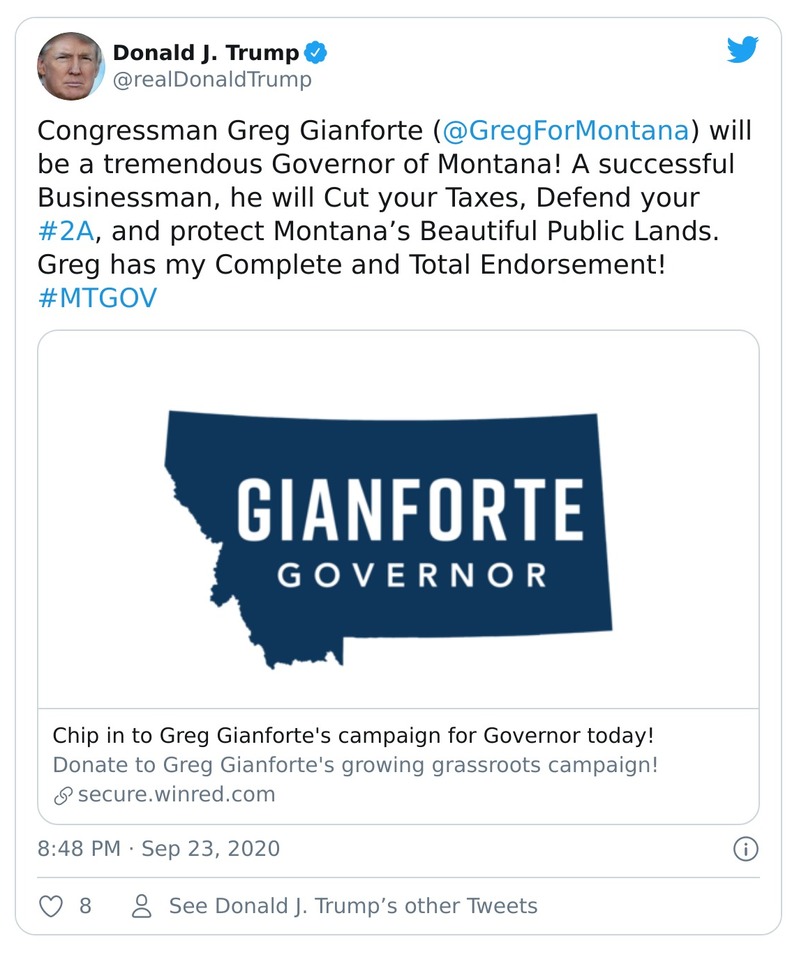 Donald J. Trump
@realDonaldTrump
Congressman Greg Gianforte (@GregForMontana) will
be a tremendous Governor of Montana! A successful
Businessman, he will Cut your Taxes, Defend your
#2A, and protect Montana’s Beautiful Public Lands.
Greg has my Complete and Total Endorsement!
#MTGOV
GIANFORTE
GOVERNOR
Chip in to Greg Gianforte's campaign for Governor today!
Donate to Greg Gianforte's growing grassroots campaign!
secure.winred.com
8:48 PM · Sep 23, 2020
8 See Donald J. Trump’s other Tweets